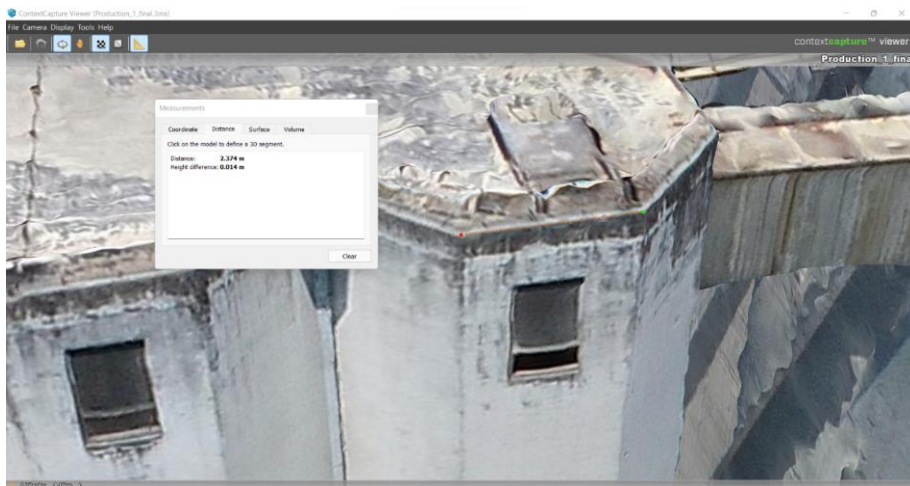 ContextCapture Viewer [Production_1_final.3mx]
File Camera Display Tools Help
contextcapture™ viewer
Production_1_fina
Measurements
Coordinate Distance Surface Volume
Click on the model to define a 3D segment.
Distance: 2.374 m
Height difference: 0.014 m
Clear